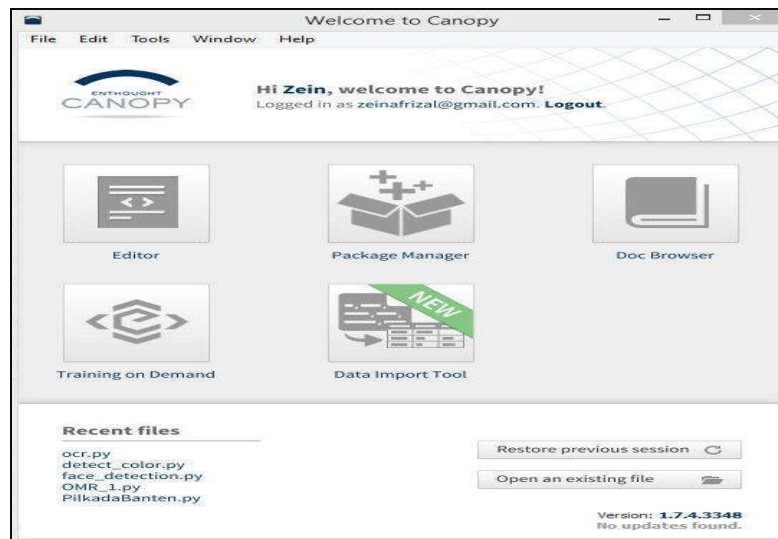 Welcome to Canopy
File Edit Tools Window Help
ENTHOUGHT
CANOPY
Hi Zein, welcome to Canopy!
Logged in as zeinafrizal@gmail.com. Logout.
Editor
Package Manager
Doc Browser
NEW
Training on Demand
Data Import Tool
Recent files
ocr.py
detect_color.py
face_detection.py
OMR_1.py
PilkadaBanten.py
Restore previous session
Open an existing file
Version: 1.7.4.3348
No updates found.